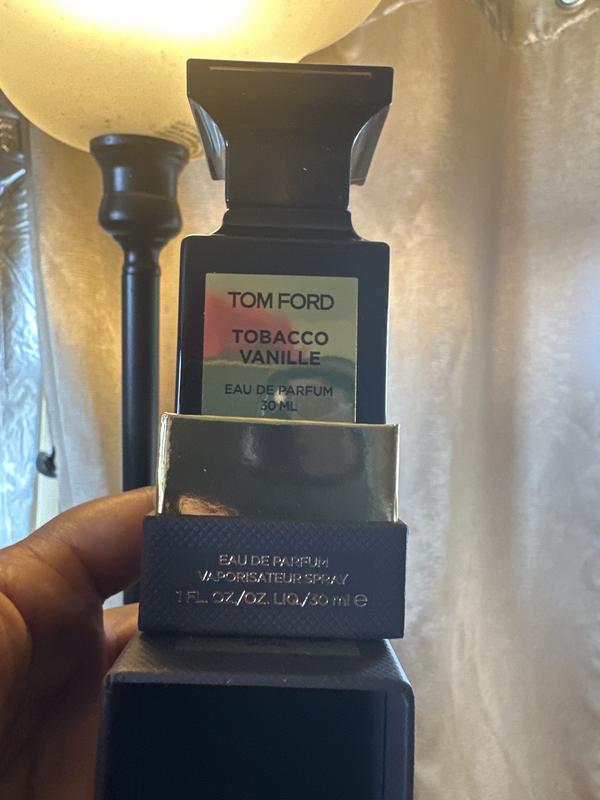 TOM FORD
TOBACCO
VANILLE
EAU DE PARFUM
30 ML
EAU DE PARFUM
VAPORISATEUR SPRAY
1 FL. OZ./OZ. LIQ./30 ml ℮